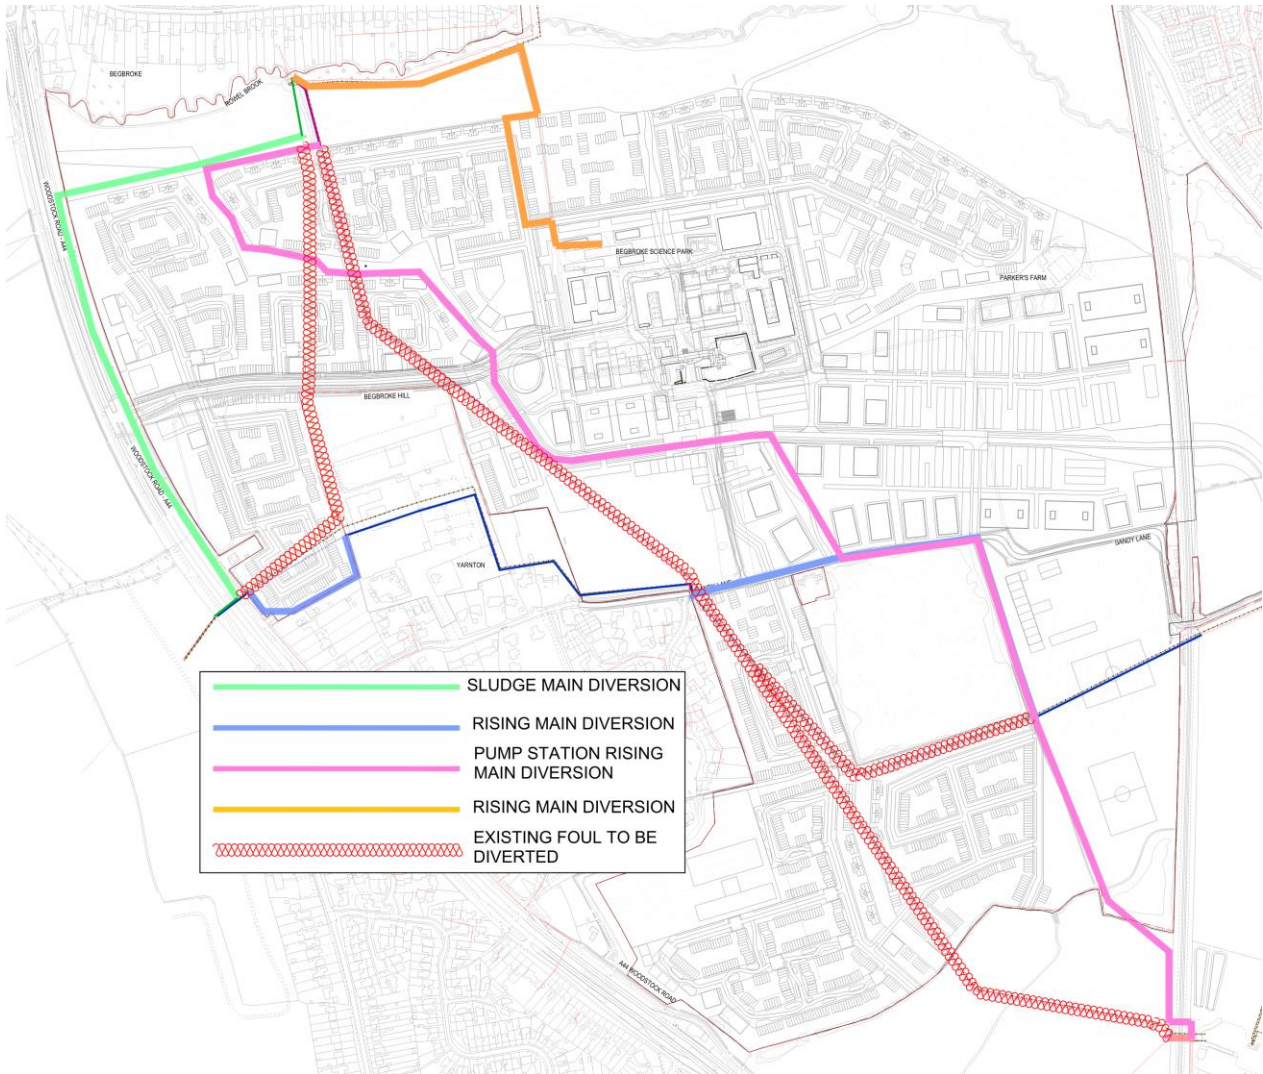 BEGBROKE
ROWEL BROOK
WOODSTOCK ROAD - A44
BEGBROKE SCIENCE PARK
PARKER'S FARM
BEGBROKE HILL
WOODSTOCK ROAD - A44
SANDY LANE
YARNTON
SLUDGE MAIN DIVERSION
RISING MAIN DIVERSION
PUMP STATION RISING
MAIN DIVERSION
RISING MAIN DIVERSION
EXISTING FOUL TO BE
DIVERTED
A44 WOODSTOCK ROAD